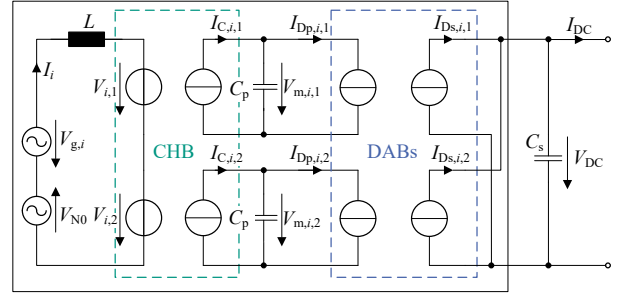 L
I_C,i,1
I_Dp,i,1
I_Ds,i,1
I_DC
I_i
V_i,1
C_p
V_m,i,1
V_g,i
CHB
I_C,i,2
I_Dp,i,2
DABs
I_Ds,i,2
C_s
V_DC
V_N0
V_i,2
C_p
V_m,i,2